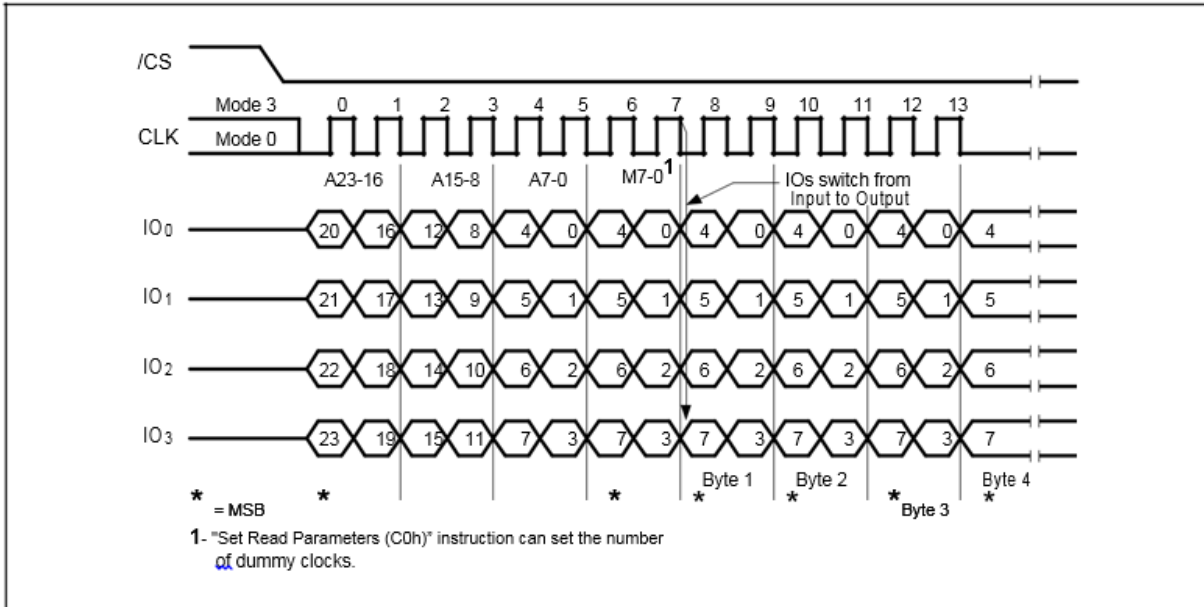 /CS
Mode 3 0 1 2 3 4 5 6 7 8 9 10 11 12 13
CLK Mode 0
A23-16 A15-8 A7-0 M7-0 1 IOs switch from
Input to Output
IO0 20 16 12 8 4 0 4 0 4 0 4 0 4 0 4
IO1 21 17 13 9 5 1 5 1 5 1 5 1 5 1 5
IO2 22 18 14 10 6 2 6 2 6 2 6 2 6 2 6
IO3 23 19 15 11 7 3 7 3 7 3 7 3 7 3 7
Byte 1 Byte 2 Byte 4
* * * * * * *
= MSB Byte 3
1- "Set Read Parameters (C0h)" instruction can set the number
of dummy clocks.